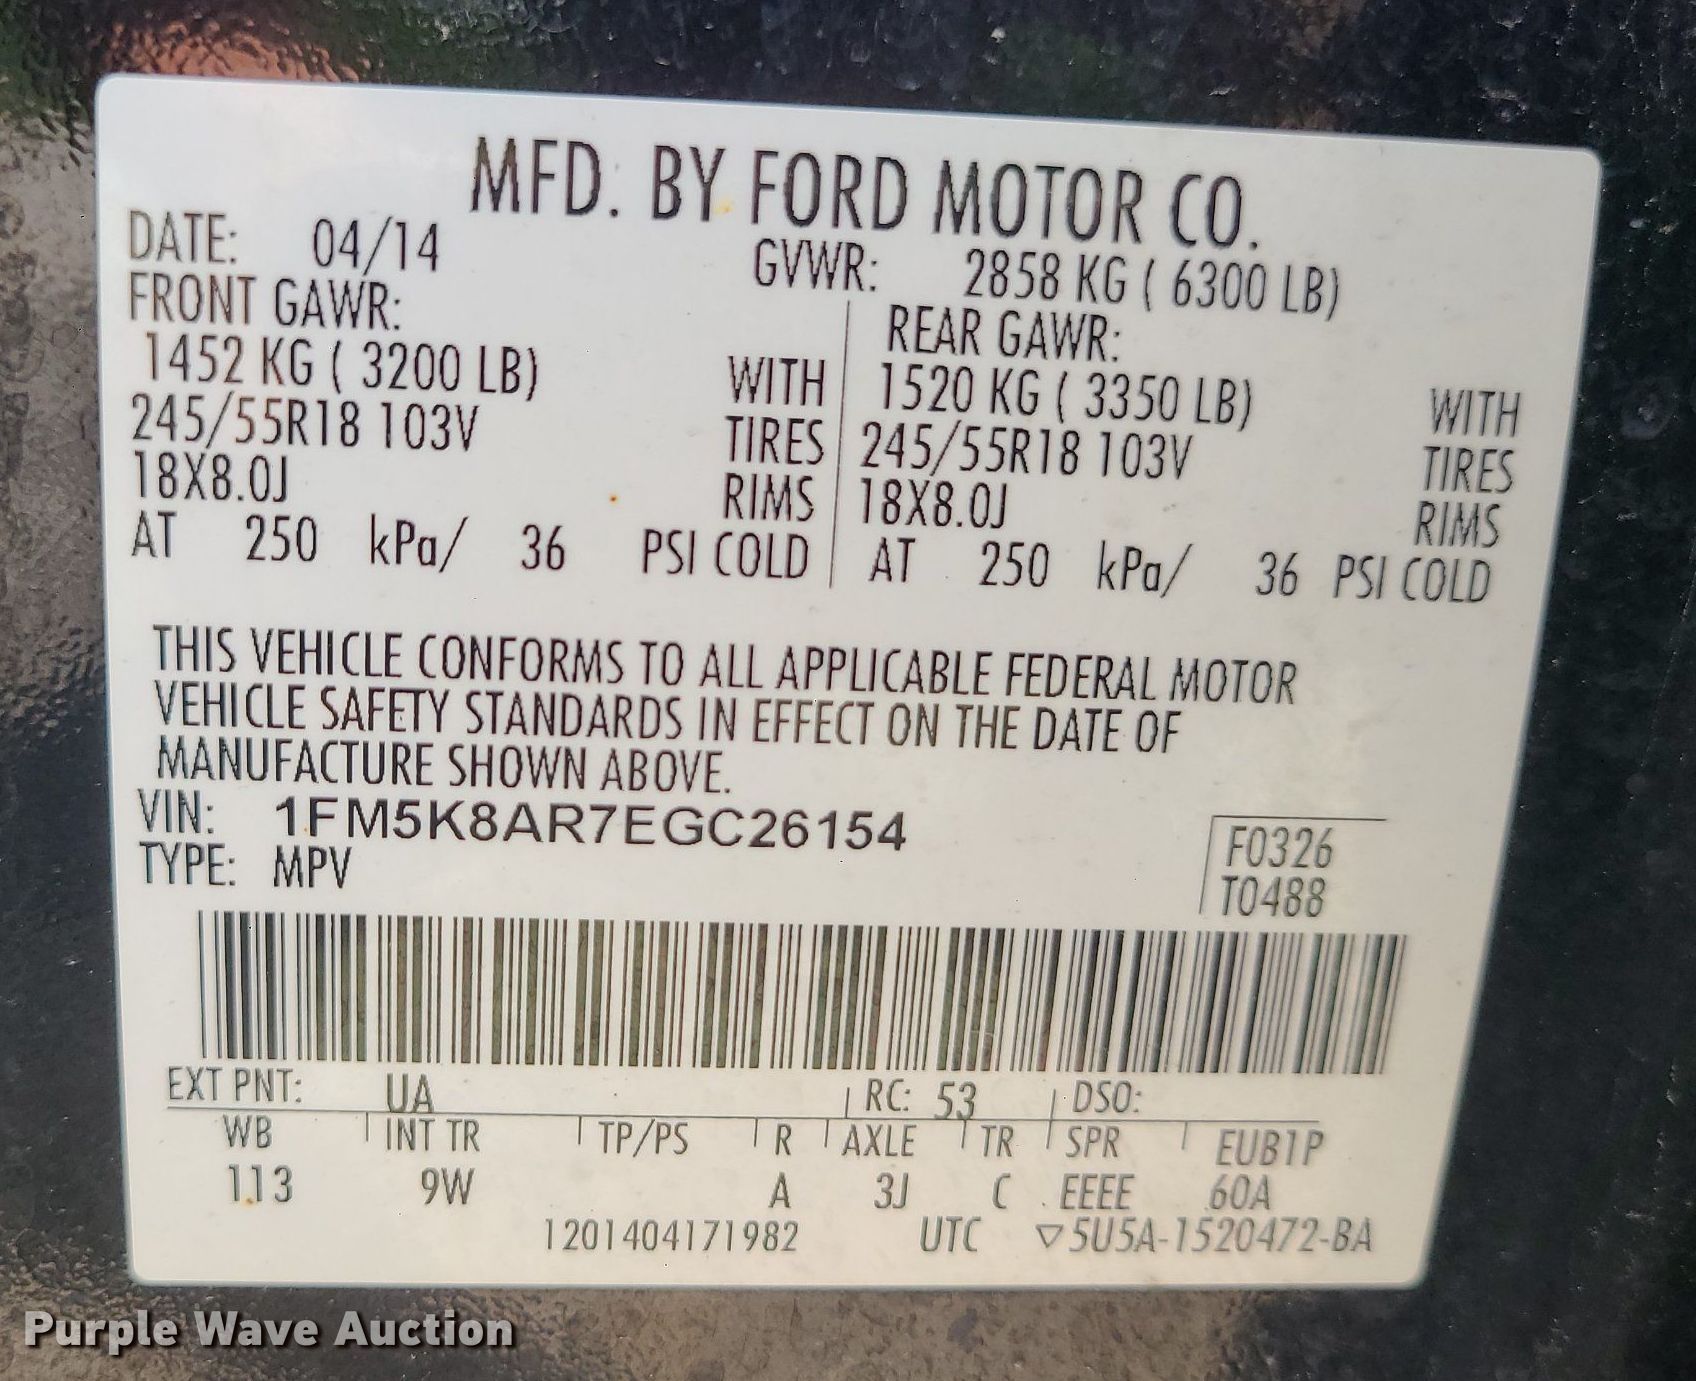 MFD. BY FORD MOTOR CO.
DATE: 04/14 GVWR: 2858 KG ( 6300 LB)
FRONT GAWR: REAR GAWR:
1452 KG ( 3200 LB) WITH 1520 KG ( 3350 LB) WITH
245/55R18 103V TIRES 245/55R18 103V TIRES
18X8.0J RIMS 18X8.0J RIMS
AT 250 kPa/ 36 PSI COLD AT 250 kPa/ 36 PSI COLD
THIS VEHICLE CONFORMS TO ALL APPLICABLE FEDERAL MOTOR
VEHICLE SAFETY STANDARDS IN EFFECT ON THE DATE OF
MANUFACTURE SHOWN ABOVE.
VIN: 1FM5K8AR7EGC26154 F0326
TYPE: MPV T0488
EXT PNT: UA RC: 53 DSO:
WB INT TR TP/PS R AXLE TR SPR EUB1P
113 9W A 3J C EEEE 60A
1201404171982 UTC ▽5U5A-1520472-BA
Purple Wave Auction